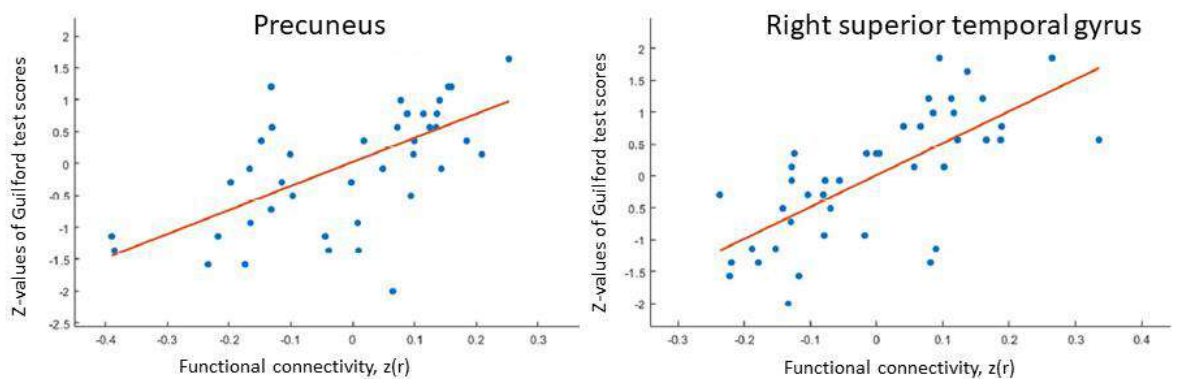 Precuneus
Z-values of Guilford test scores
2
1.5
1
0.5
0
-0.5
-1
-1.5
-2
-2.5
-0.4 -0.3 -0.2 -0.1 0 0.1 0.2 0.3
Functional connectivity, z(r)
Right superior temporal gyrus
Z-values of Guilford test scores
2
1.5
1
0.5
0
-0.5
-1
-1.5
-2
-0.3 -0.2 -0.1 0 0.1 0.2 0.3 0.4
Functional connectivity, z(r)